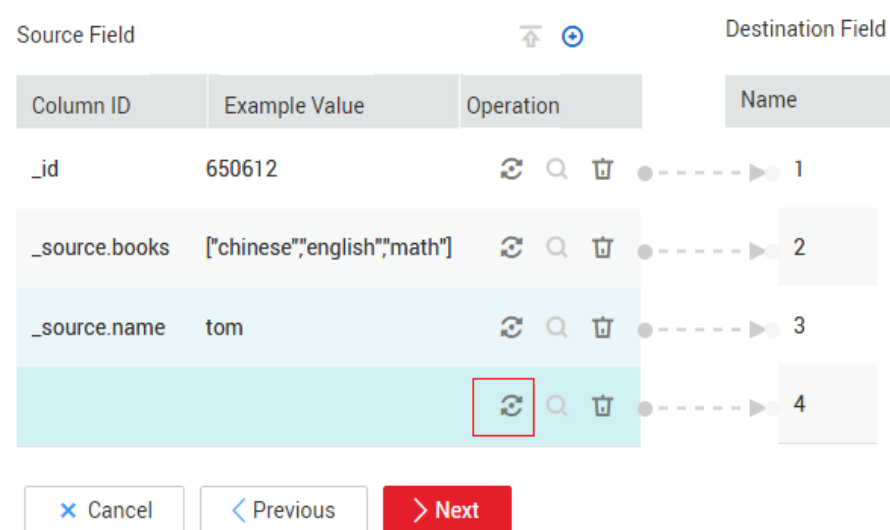 Source Field Destination Field
Column ID Example Value Operation Name
_id 650612 1
_source.books ["chinese","english","math"] 2
_source.name tom 3
4
Cancel Previous Next